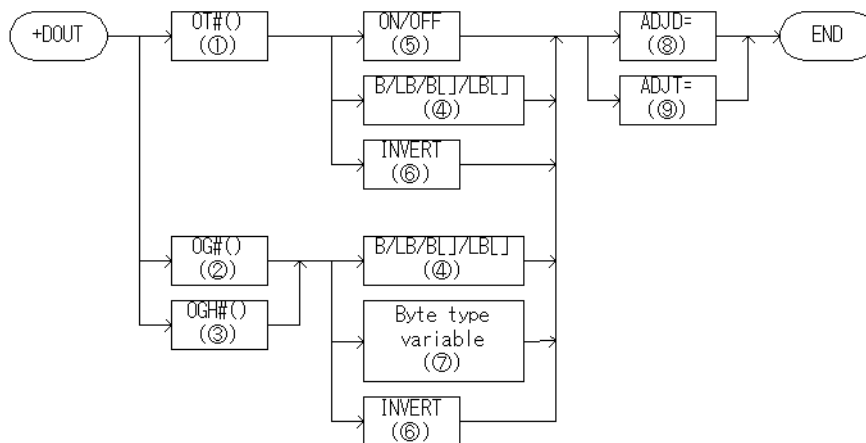 +DOUT
OT#()
(①)
ON/OFF
(⑤)
ADJD=
(⑧)
END
B/LB/B[]/LB[]
(④)
ADJT=
(⑨)
INVERT
(⑥)
OG#()
(②)
B/LB/B[]/LB[]
(④)
OGH#()
(③)
Byte type
variable
(⑦)
INVERT
(⑥)